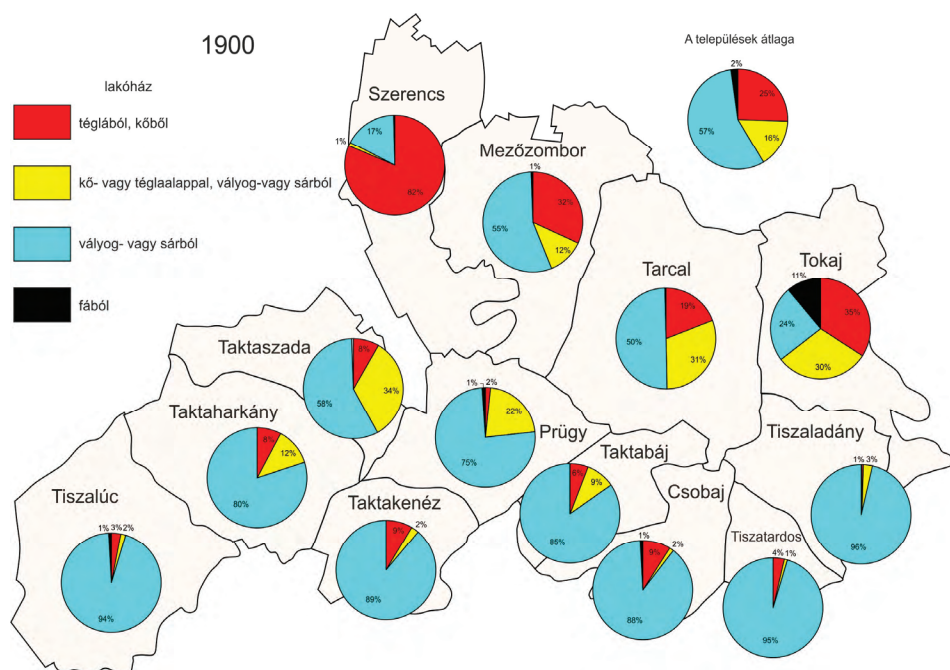 1900
A települések átlaga
2%
25%
16%
57%
lakóház
téglából, kőből
kő- vagy téglaalappal, vályog-vagy sárból
vályog- vagy sárból
fából
Szerencs
17%
1%
82%
Mezőzombor
1%
32%
12%
55%
Tarcal
19%
31%
50%
Tokaj
11%
35%
30%
24%
Taktaszada
8%
34%
58%
Taktaharkány
8%
12%
80%
Prügy
1%
2%
22%
75%
Taktabáj
6%
9%
85%
Tiszaladány
1%
3%
96%
Tiszalúc
1%
3%
2%
94%
Taktakenéz
9%
2%
89%
Csobaj
1%
9%
2%
88%
Tiszatardos
4%
1%
95%